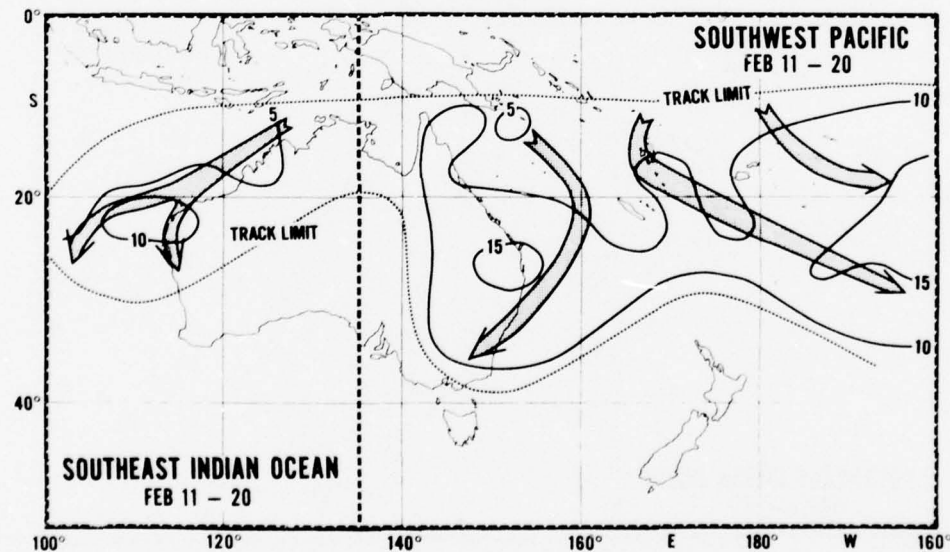 0°
SOUTHWEST PACIFIC
FEB 11 – 20
S
TRACK LIMIT
10
5
5
20°
10
TRACK LIMIT
15
15
10
40°
SOUTHEAST INDIAN OCEAN
FEB 11 – 20
100° 120° 140° 160° E 180° W 160°